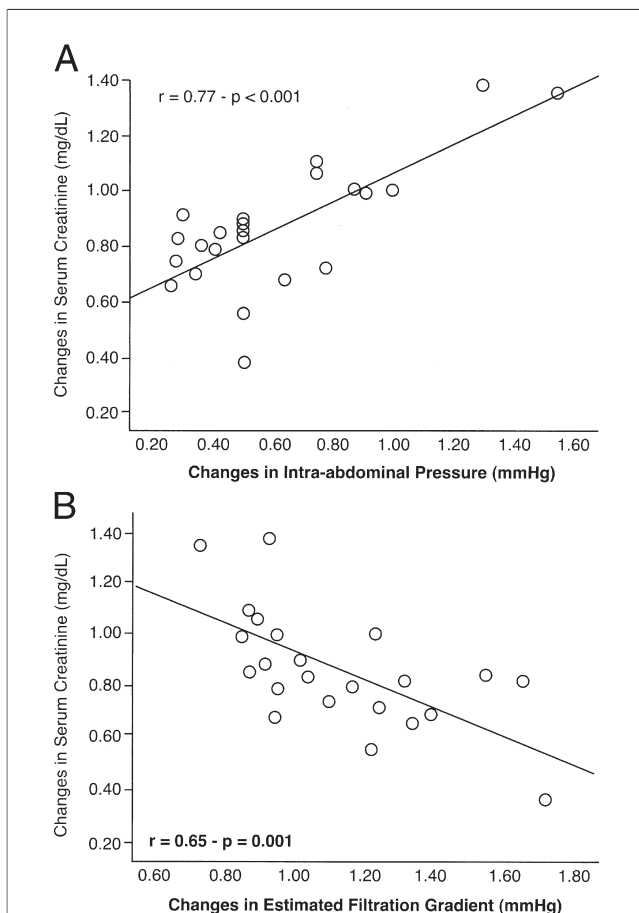 A
r = 0.77 - p < 0.001
Changes in Serum Creatinine (mg/dL)
1.40
1.20
1.00
0.80
0.60
0.40
0.20
0.20 0.40 0.60 0.80 1.00 1.20 1.40 1.60
Changes in Intra-abdominal Pressure (mmHg)
B
Changes in Serum Creatinine (mg/dL)
1.40
1.20
1.00
0.80
0.60
0.40
0.20
r = 0.65 - p = 0.001
0.60 0.80 1.00 1.20 1.40 1.60 1.80
Changes in Estimated Filtration Gradient (mmHg)